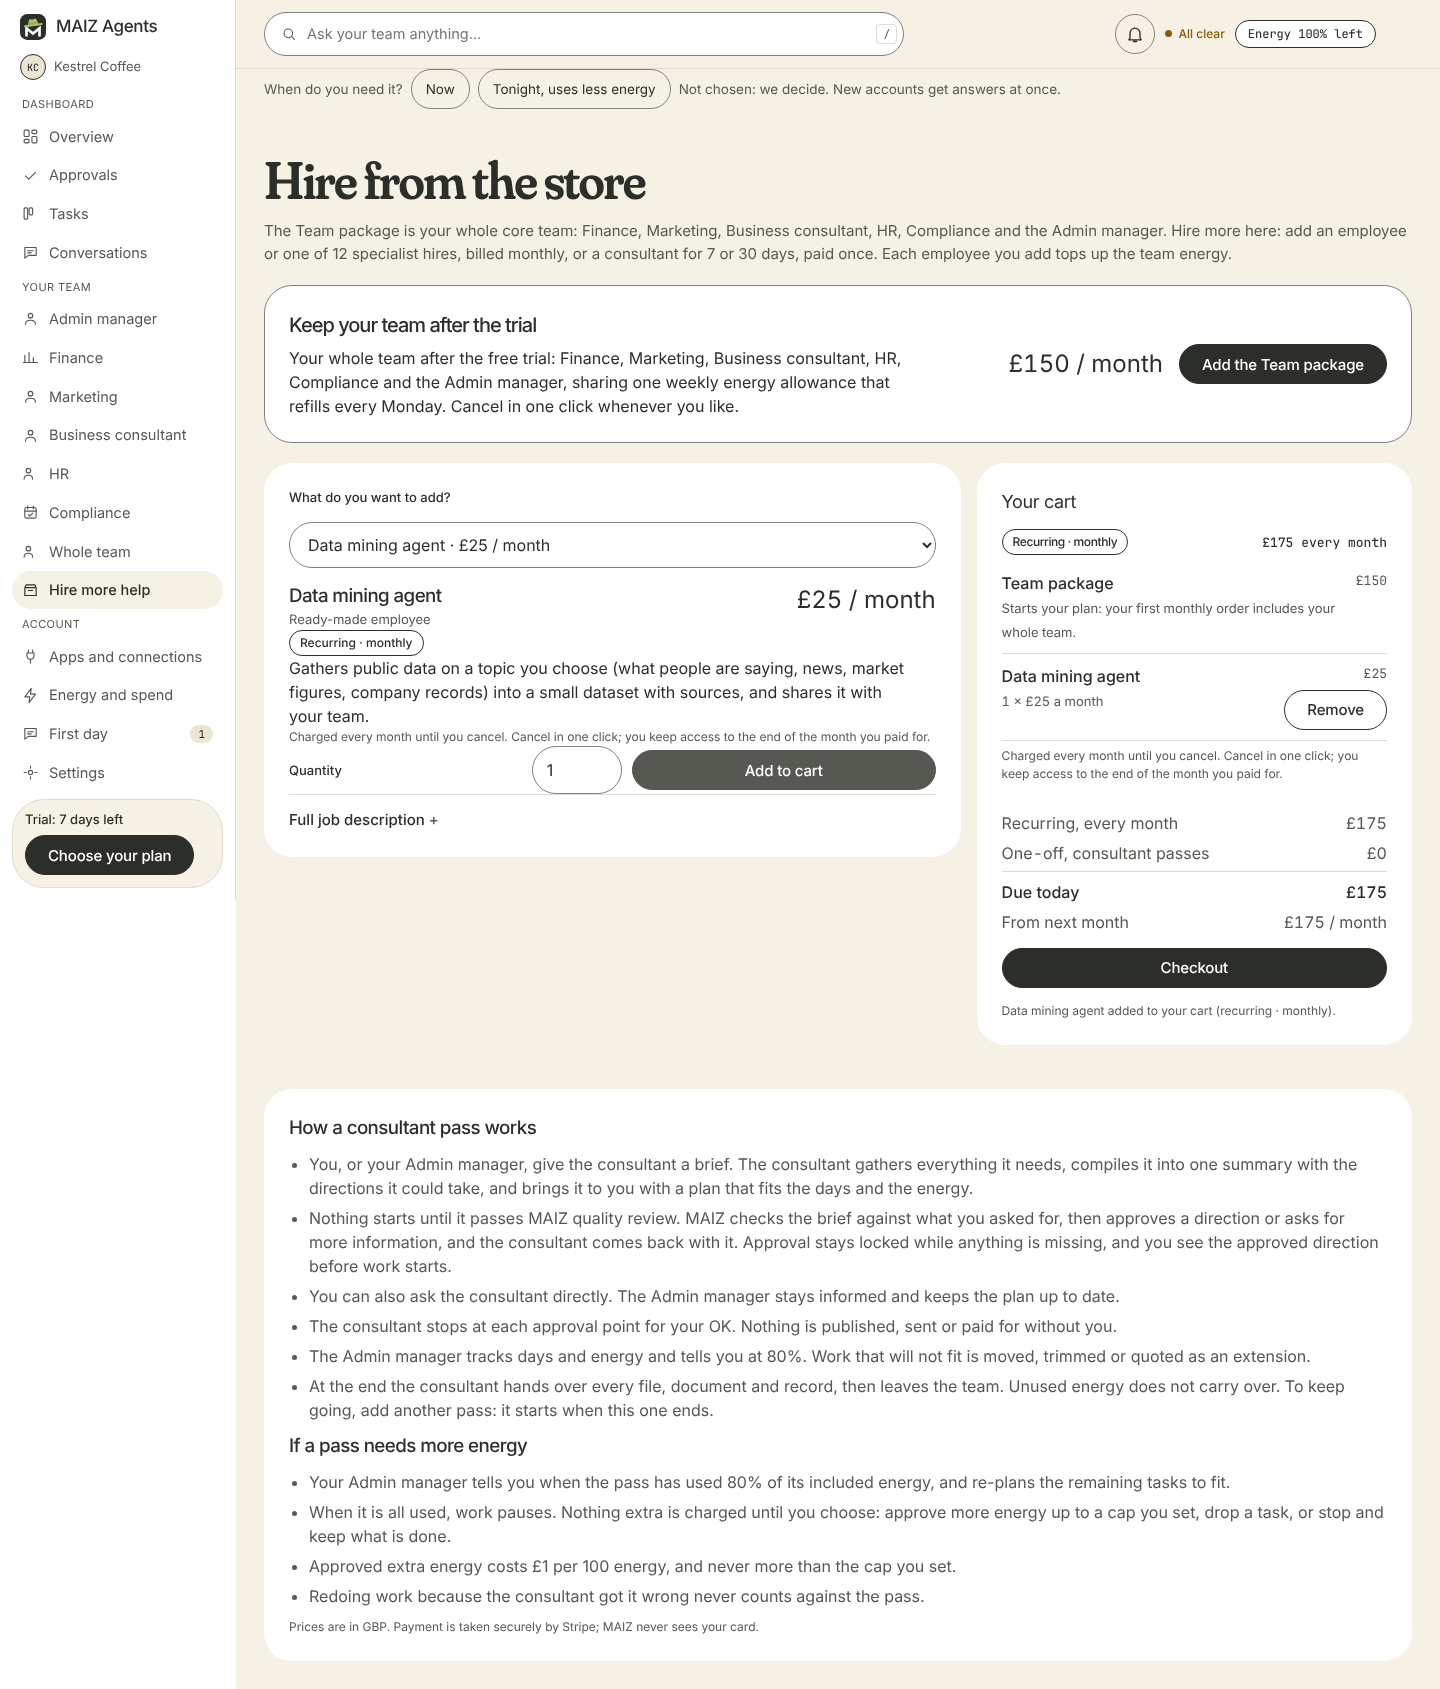 MAIZ Agents
KC
Kestrel Coffee
DASHBOARD
Overview
Approvals
Tasks
Conversations
YOUR TEAM
Admin manager
Finance
Marketing
Business consultant
HR
Compliance
Whole team
Hire more help
ACCOUNT
Apps and connections
Energy and spend
First day
1
Settings
Trial: 7 days left
Choose your plan
Ask your team anything...
/
All clear
Energy 100% left
When do you need it?
Now
Tonight, uses less energy
Not chosen: we decide. New accounts get answers at once.
Hire from the store
The Team package is your whole core team: Finance, Marketing, Business consultant, HR, Compliance and the Admin manager. Hire more here: add an employee
or one of 12 specialist hires, billed monthly, or a consultant for 7 or 30 days, paid once. Each employee you add tops up the team energy.
Keep your team after the trial
Your whole team after the free trial: Finance, Marketing, Business consultant, HR,
Compliance and the Admin manager, sharing one weekly energy allowance that
refills every Monday. Cancel in one click whenever you like.
£150 / month
Add the Team package
What do you want to add?
Data mining agent · £25 / month
Data mining agent
£25 / month
Ready-made employee
Recurring · monthly
Gathers public data on a topic you choose (what people are saying, news, market
figures, company records) into a small dataset with sources, and shares it with
your team.
Charged every month until you cancel. Cancel in one click; you keep access to the end of the month you paid for.
Quantity
1
Add to cart
Full job description +
Your cart
Recurring · monthly
£175 every month
Team package
£150
Starts your plan: your first monthly order includes your
whole team.
Data mining agent
£25
1 × £25 a month
Remove
Charged every month until you cancel. Cancel in one click; you
keep access to the end of the month you paid for.
Recurring, every month
£175
One-off, consultant passes
£0
Due today
£175
From next month
£175 / month
Checkout
Data mining agent added to your cart (recurring · monthly).
How a consultant pass works
• You, or your Admin manager, give the consultant a brief. The consultant gathers everything it needs, compiles it into one summary with the
directions it could take, and brings it to you with a plan that fits the days and the energy.
• Nothing starts until it passes MAIZ quality review. MAIZ checks the brief against what you asked for, then approves a direction or asks for
more information, and the consultant comes back with it. Approval stays locked while anything is missing, and you see the approved direction
before work starts.
• You can also ask the consultant directly. The Admin manager stays informed and keeps the plan up to date.
• The consultant stops at each approval point for your OK. Nothing is published, sent or paid for without you.
• The Admin manager tracks days and energy and tells you at 80%. Work that will not fit is moved, trimmed or quoted as an extension.
• At the end the consultant hands over every file, document and record, then leaves the team. Unused energy does not carry over. To keep
going, add another pass: it starts when this one ends.
If a pass needs more energy
• Your Admin manager tells you when the pass has used 80% of its included energy, and re-plans the remaining tasks to fit.
• When it is all used, work pauses. Nothing extra is charged until you choose: approve more energy up to a cap you set, drop a task, or stop and
keep what is done.
• Approved extra energy costs £1 per 100 energy, and never more than the cap you set.
• Redoing work because the consultant got it wrong never counts against the pass.
Prices are in GBP. Payment is taken securely by Stripe; MAIZ never sees your card.